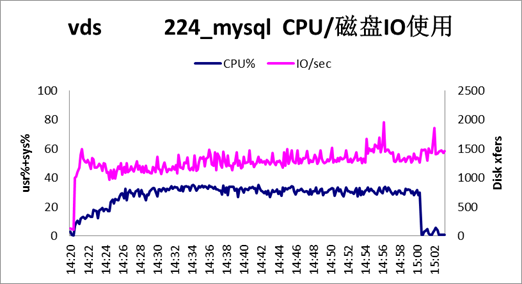 vds 224_mysql CPU/磁盘IO使用
CPU% IO/sec
usr%+sys%
100
80
60
40
20
0
2500
2000
1500
1000
500
0
Disk xfers
14:20 14:22 14:24 14:26 14:28 14:30 14:32 14:34 14:36 14:38 14:40 14:42 14:44 14:46 14:48 14:50 14:52 14:54 14:56 14:58 15:00 15:02